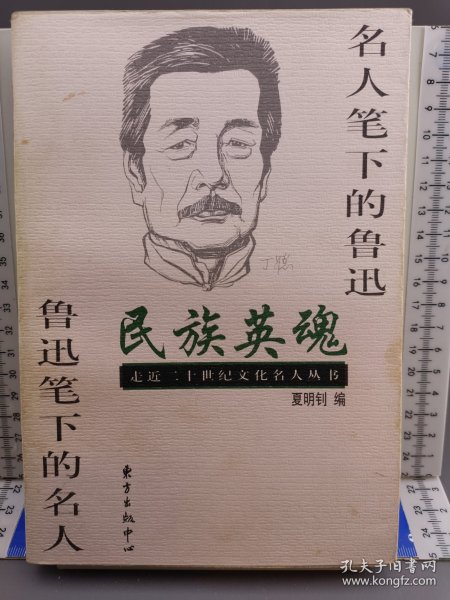 名人笔下的鲁迅
鲁迅笔下的名人
丁聪
民族英魂
走近二十世纪文化名人丛书
夏明钊 编
东方出版中心
孔夫子旧书网
www.kongfz.com